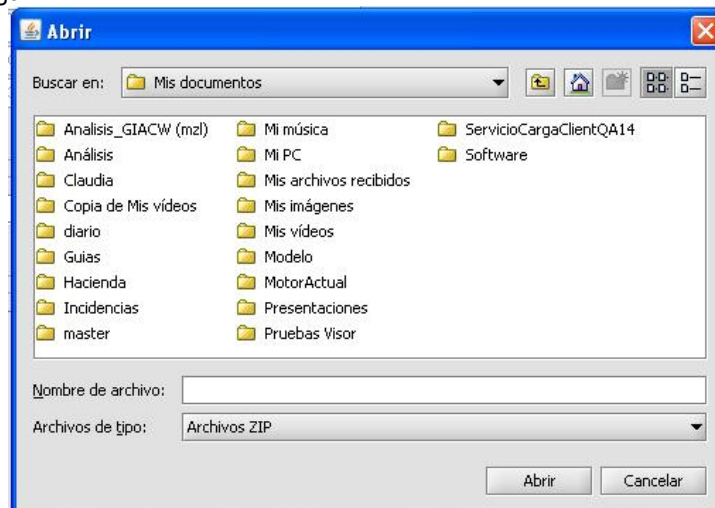 Abrir
Buscar en: Mis documentos
Analisis_GIACW (mzl)
Análisis
Claudia
Copia de Mis vídeos
diario
Guias
Hacienda
Incidencias
master
Mi música
Mi PC
Mis archivos recibidos
Mis imágenes
Mis vídeos
Modelo
MotorActual
Presentaciones
Pruebas Visor
ServicioCargaClientQA14
Software
Nombre de archivo:
Archivos de tipo: Archivos ZIP
Abrir Cancelar